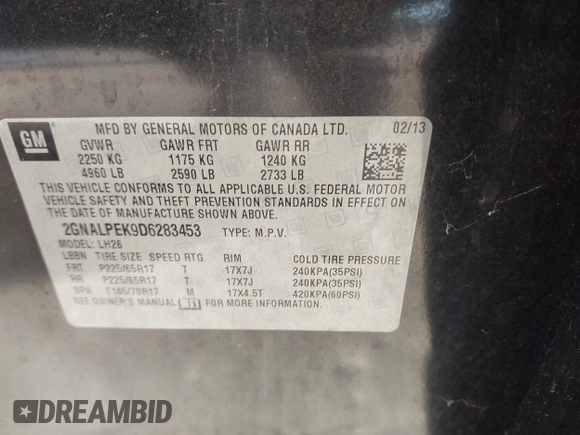 GM
MFD BY GENERAL MOTORS OF CANADA LTD. 02/13
GVWR GAWR FRT GAWR RR
2250 KG 1175 KG 1240 KG
4960 LB 2590 LB 2733 LB
THIS VEHICLE CONFORMS TO ALL APPLICABLE U.S. FEDERAL MOTOR
VEHICLE SAFETY AND THEFT PREVENTION STANDARDS IN EFFECT ON
THE DATE OF MANUFACTURE SHOWN ABOVE.
2GNALPEK9D6283453 TYPE: M.P.V.
MODEL: LH26
LBBN TIRE SIZE SPEED RTG RIM COLD TIRE PRESSURE
FRT P225/65R17 T 17X7J 240KPA(35PSI)
RR P225/65R17 T 17X7J 240KPA(35PSI)
SPA T145/70R17 M 17X4.5T 420KPA(60PSI)
SEE OWNER'S MANUAL FOR MORE INFORMATION
DREAMBID